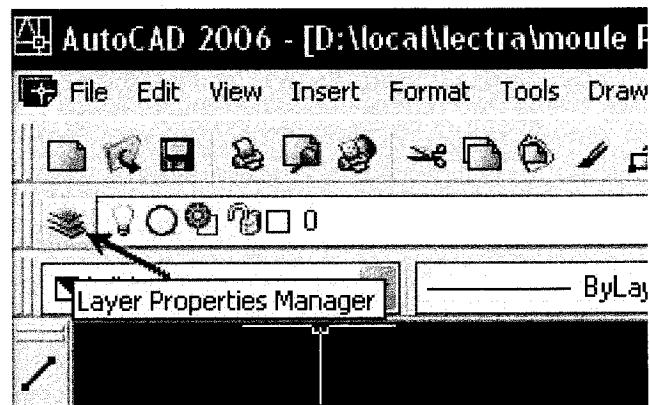 AutoCAD 2006 - [D:\local\lectra\moule P
File Edit View Insert Format Tools Draw
0
ByLay
Layer Properties Manager